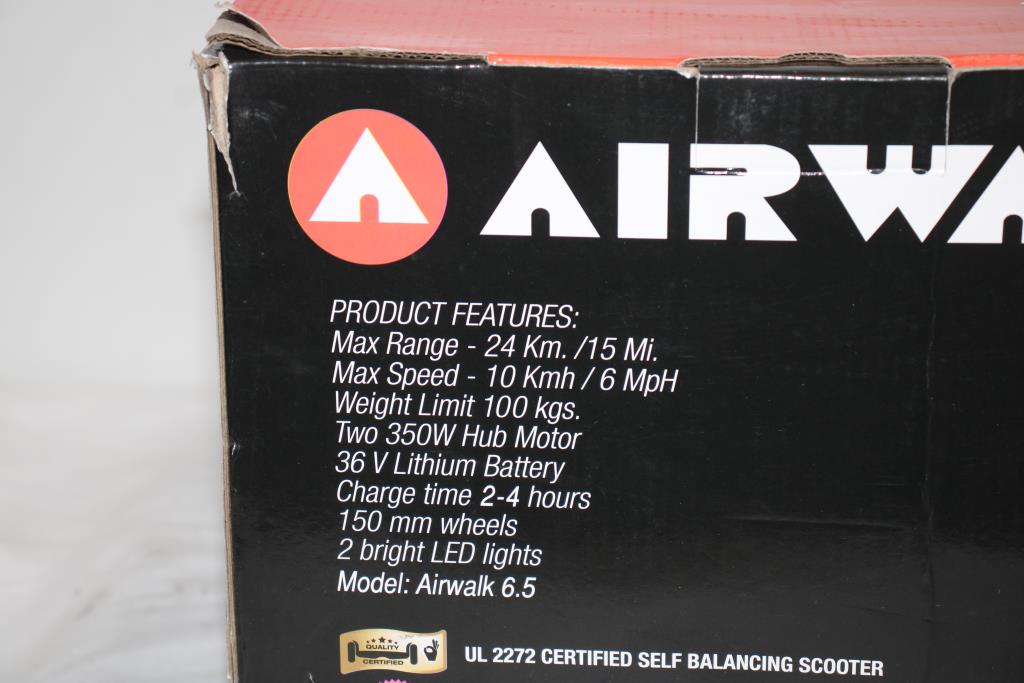 AIRWA
PRODUCT FEATURES:
Max Range - 24 Km. /15 Mi.
Max Speed - 10 Kmh / 6 MpH
Weight Limit 100 kgs.
Two 350W Hub Motor
36 V Lithium Battery
Charge time 2-4 hours
150 mm wheels
2 bright LED lights
Model: Airwalk 6.5
QUALITY
CERTIFIED
UL 2272 CERTIFIED SELF BALANCING SCOOTER